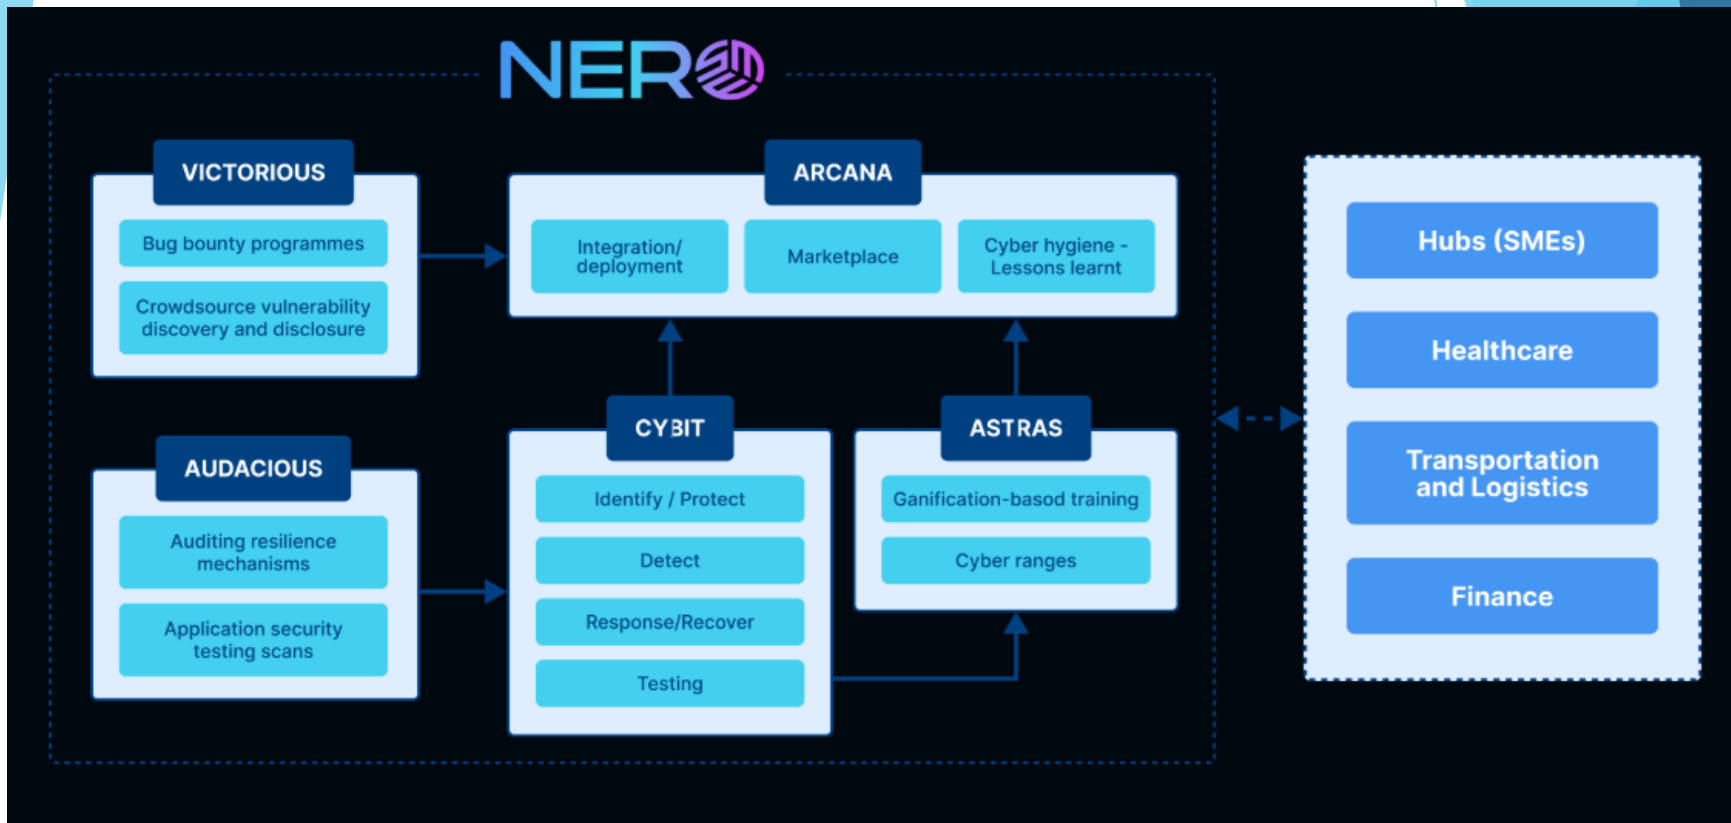 NERO
VICTORIOUS
Bug bounty programmes
Crowdsource vulnerability
discovery and disclosure
ARCANA
Integration/
deployment
Marketplace
Cyber hygiene -
Lessons learnt
AUDACIOUS
Auditing resilience
mechanisms
Application security
testing scans
CYBIT
Identify / Protect
Detect
Response/Recover
Testing
ASTRAS
Ganification-basod training
Cyber ranges
Hubs (SMEs)
Healthcare
Transportation
and Logistics
Finance